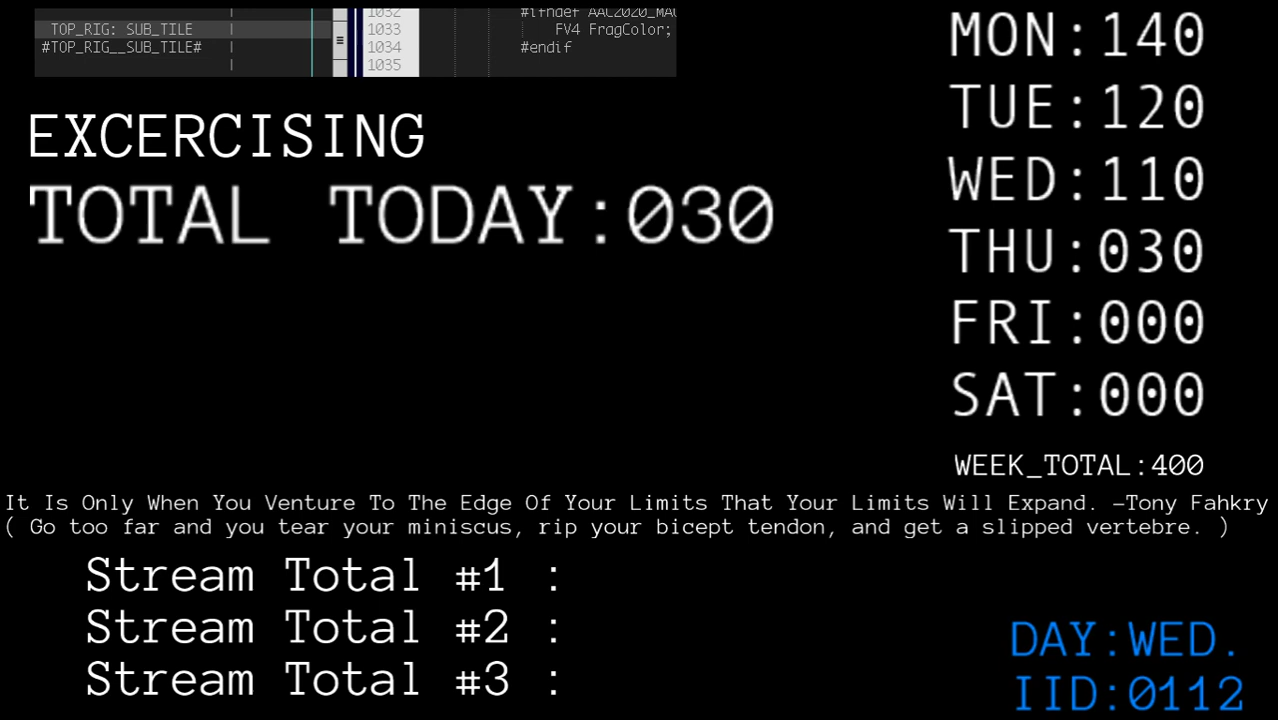 1032
#ifndef AAC2020_MAC
TOP_RIG: SUB_TILE
1033
FV4 FragColor;
#TOP_RIG__SUB_TILE#
1034
#endif
1035
EXCERCISING
TOTAL TODAY:030
MON:140
TUE:120
WED:110
THU:030
FRI:000
SAT:000
WEEK_TOTAL:400
It Is Only When You Venture To The Edge Of Your Limits That Your Limits Will Expand. -Tony Fahkry
( Go too far and you tear your miniscus, rip your bicept tendon, and get a slipped vertebre. )
Stream Total #1 :
Stream Total #2 :
Stream Total #3 :
DAY:WED.
IID:0112